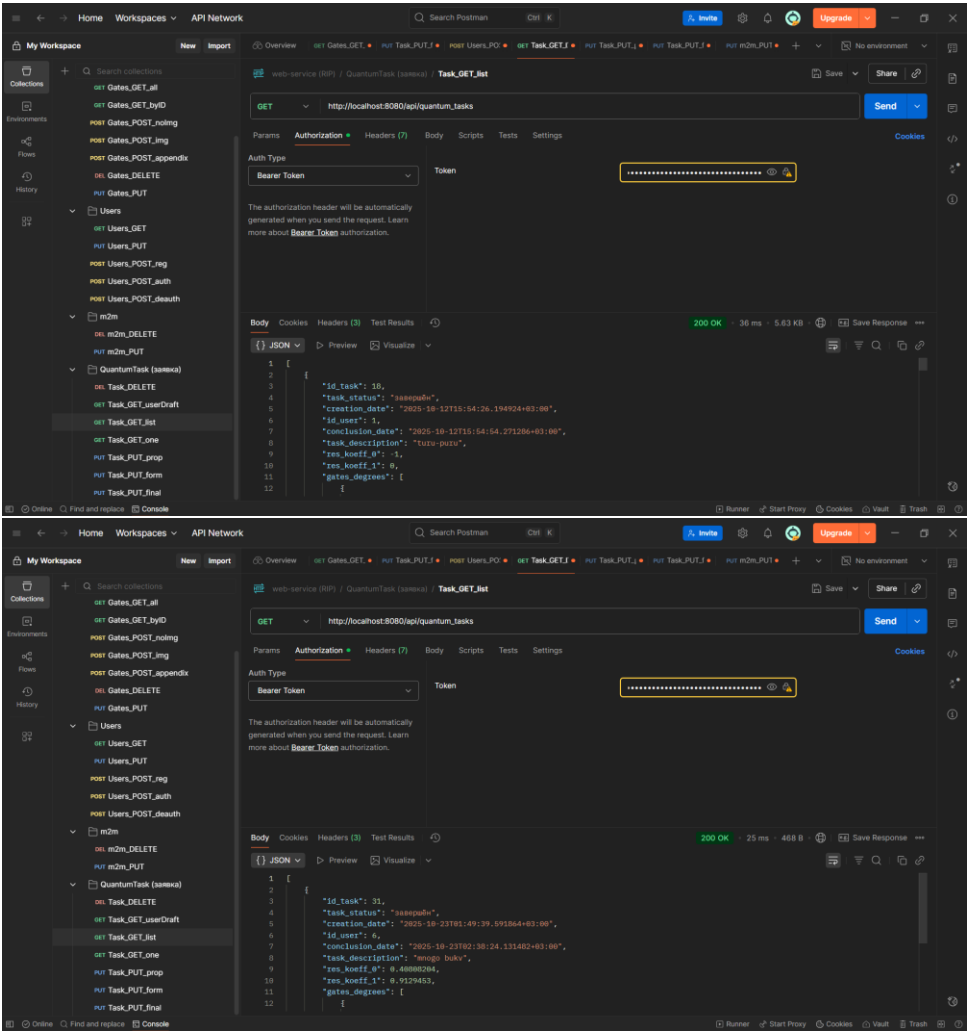 Home Workspaces API Network Search Postman Ctrl K Invite Upgrade
My Workspace New Import Overview GET Gates_GET_ PUT Task_PUT_f POST Users_PO! GET Task_GET_l PUT Task_PUT_j PUT Task_PUT_f PUT m2m_PUT No environment
Collections
Environments
Flows
History
Search collections
GET Gates_GET_all
GET Gates_GET_byID
POST Gates_POST_noImg
POST Gates_POST_img
POST Gates_POST_appendix
DEL Gates_DELETE
PUT Gates_PUT
Users
GET Users_GET
PUT Users_PUT
POST Users_POST_reg
POST Users_POST_auth
POST Users_POST_deauth
m2m
DEL m2m_DELETE
PUT m2m_PUT
QuantumTask (заявка)
DEL Task_DELETE
GET Task_GET_userDraft
GET Task_GET_list
GET Task_GET_one
PUT Task_PUT_prop
PUT Task_PUT_form
PUT Task_PUT_final
web-service (RIP) / QuantumTask (заявка) / Task_GET_list Save Share
GET http://localhost:8080/api/quantum_tasks Send
Params Authorization Headers (7) Body Scripts Tests Settings Cookies
Auth Type
Bearer Token
Token
The authorization header will be automatically
generated when you send the request. Learn
more about Bearer Token authorization.
Body Cookies Headers (3) Test Results 200 OK 36 ms 5.63 KB Save Response
{} JSON Preview Visualize
1 [
2 {
3 "id_task": 18,
4 "task_status": "завершён",
5 "creation_date": "2025-10-12T15:54:26.194924+03:00",
6 "id_user": 1,
7 "conclusion_date": "2025-10-12T15:54:54.271286+03:00",
8 "task_description": "turu-puru",
9 "res_koeff_0": -1,
10 "res_koeff_1": 0,
11 "gates_degrees": [
12 {
Online Find and replace Console Runner Start Proxy Cookies Vault Trash
Home Workspaces API Network Search Postman Ctrl K Invite Upgrade
My Workspace New Import Overview GET Gates_GET_ PUT Task_PUT_f POST Users_PO! GET Task_GET_l PUT Task_PUT_j PUT Task_PUT_f PUT m2m_PUT No environment
Collections
Environments
Flows
History
Search collections
GET Gates_GET_all
GET Gates_GET_byID
POST Gates_POST_noImg
POST Gates_POST_img
POST Gates_POST_appendix
DEL Gates_DELETE
PUT Gates_PUT
Users
GET Users_GET
PUT Users_PUT
POST Users_POST_reg
POST Users_POST_auth
POST Users_POST_deauth
m2m
DEL m2m_DELETE
PUT m2m_PUT
QuantumTask (заявка)
DEL Task_DELETE
GET Task_GET_userDraft
GET Task_GET_list
GET Task_GET_one
PUT Task_PUT_prop
PUT Task_PUT_form
PUT Task_PUT_final
web-service (RIP) / QuantumTask (заявка) / Task_GET_list Save Share
GET http://localhost:8080/api/quantum_tasks Send
Params Authorization Headers (7) Body Scripts Tests Settings Cookies
Auth Type
Bearer Token
Token
The authorization header will be automatically
generated when you send the request. Learn
more about Bearer Token authorization.
Body Cookies Headers (3) Test Results 200 OK 25 ms 468 B Save Response
{} JSON Preview Visualize
1 [
2 {
3 "id_task": 31,
4 "task_status": "завершён",
5 "creation_date": "2025-10-23T01:49:39.591864+03:00",
6 "id_user": 6,
7 "conclusion_date": "2025-10-23T02:38:24.131482+03:00",
8 "task_description": "mnogo bukv",
9 "res_koeff_0": 0.40808204,
10 "res_koeff_1": 0.9129453,
11 "gates_degrees": [
12 {
Online Find and replace Console Runner Start Proxy Cookies Vault Trash